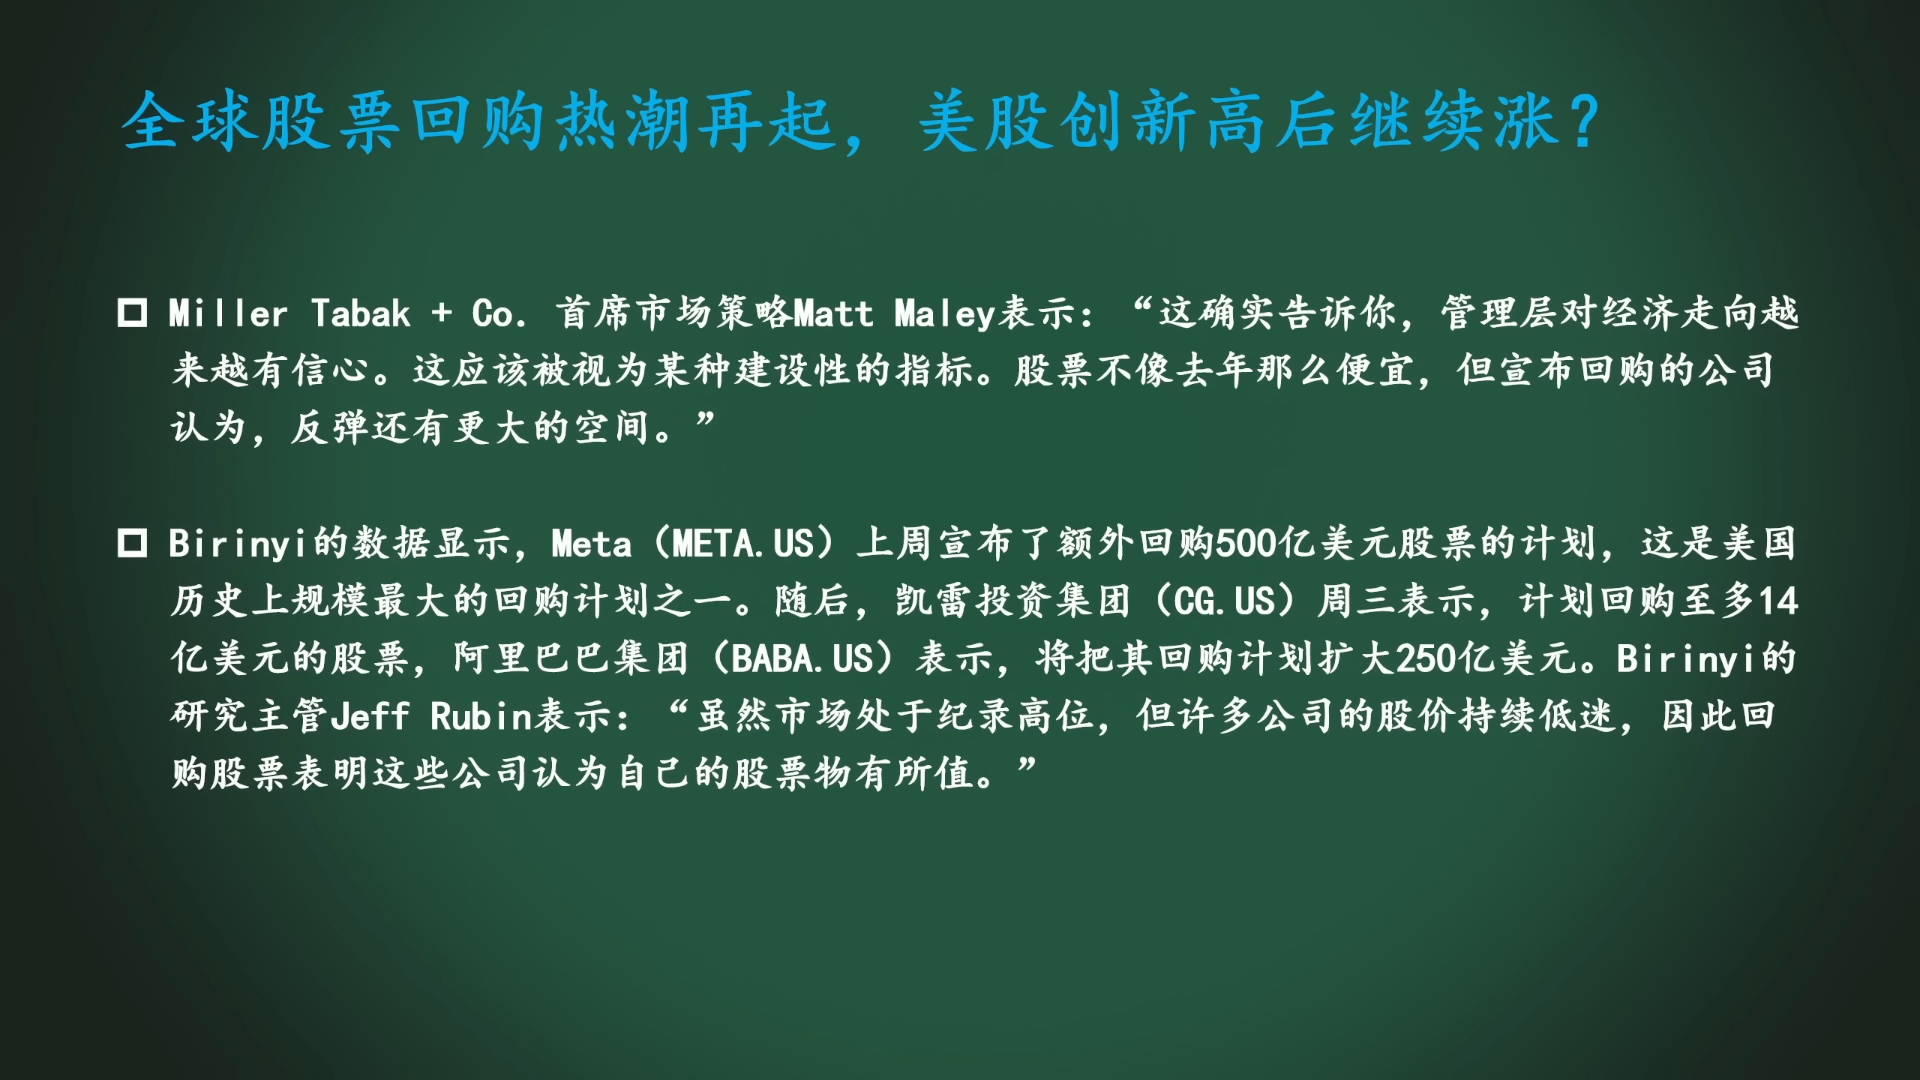 全球股票回购热潮再起，美股创新高后继续涨？
Miller Tabak + Co. 首席市场策略Matt Maley表示：“这确实告诉你，管理层对经济走向越
来越有信心。这应该被视为某种建设性的指标。股票不像去年那么便宜，但宣布回购的公司
认为，反弹还有更大的空间。”
Birinyi的数据显示，Meta（META.US）上周宣布了额外回购500亿美元股票的计划，这是美国
历史上规模最大的回购计划之一。随后，凯雷投资集团（CG.US）周三表示，计划回购至多14
亿美元的股票，阿里巴巴集团（BABA.US）表示，将把其回购计划扩大250亿美元。Birinyi的
研究主管Jeff Rubin表示：“虽然市场处于纪录高位，但许多公司的股价持续低迷，因此回
购股票表明这些公司认为自己的股票物有所值。”